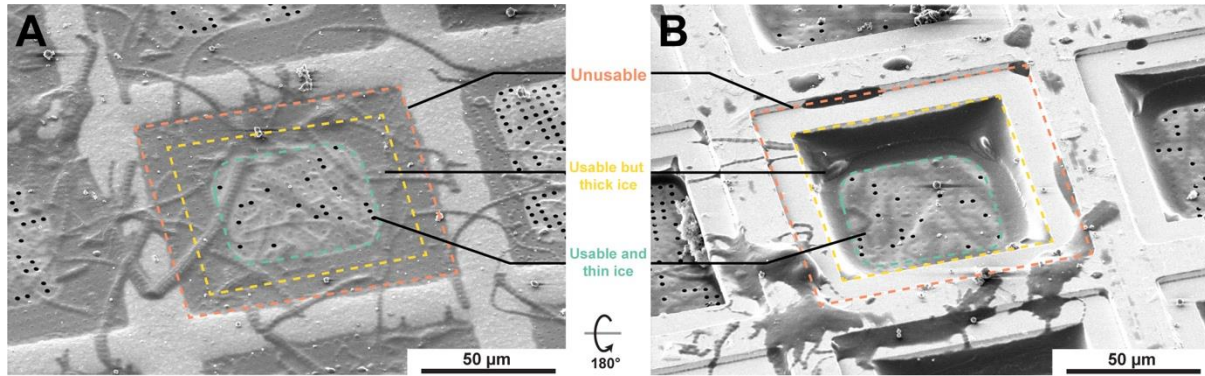 A
B
Unusable
Usable but
thick ice
Usable and
thin ice
180°
50 µm
50 µm